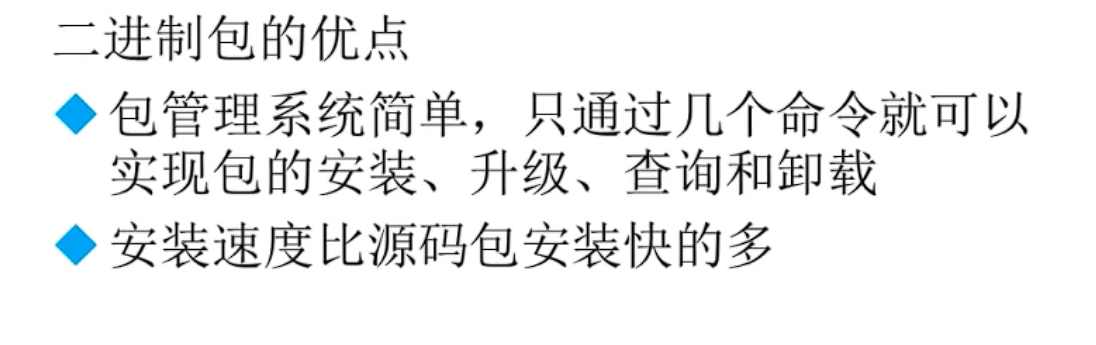 二进制包的优点
包管理系统简单，只通过几个命令就可以
实现包的安装、升级、查询和卸载
安装速度比源码包安装快的多